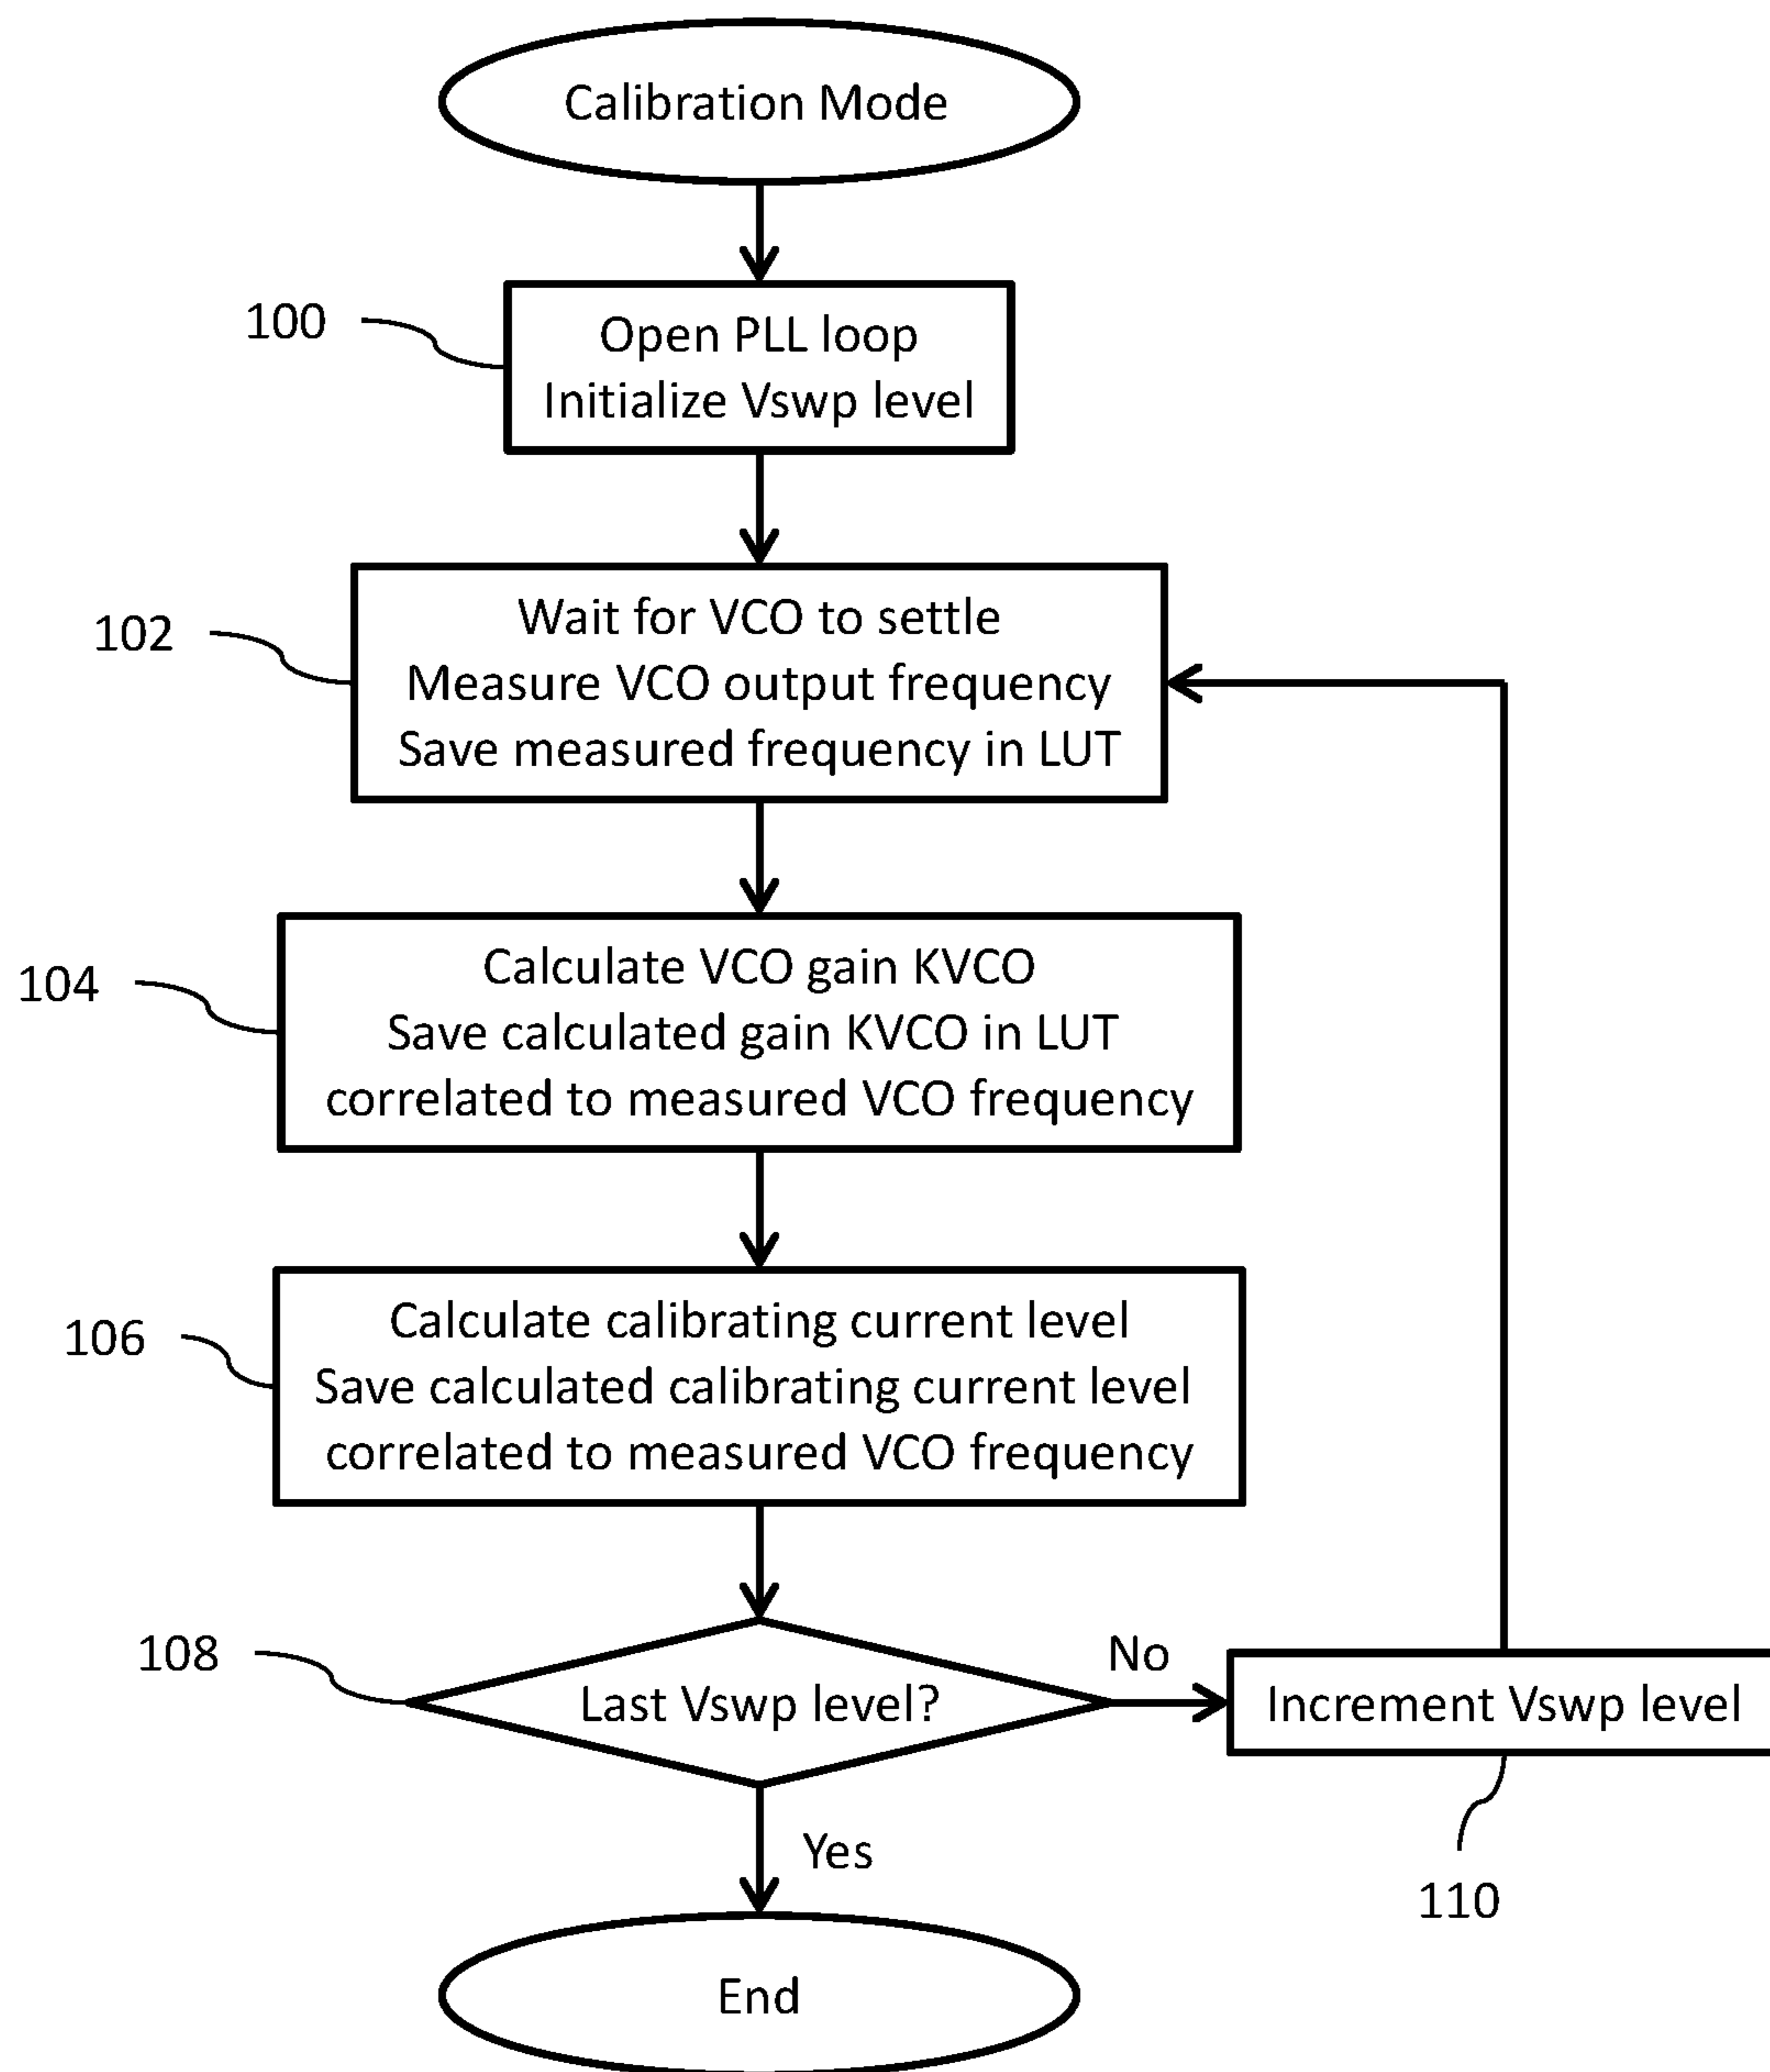 Calibration Mode
100
Open PLL loop
Initialize Vswp level
102
Wait for VCO to settle
Measure VCO output frequency
Save measured frequency in LUT
104
Calculate VCO gain KVCO
Save calculated gain KVCO in LUT
correlated to measured VCO frequency
106
Calculate calibrating current level
Save calculated calibrating current level
correlated to measured VCO frequency
108
Last Vswp level?
No
Increment Vswp level
Yes
110
End